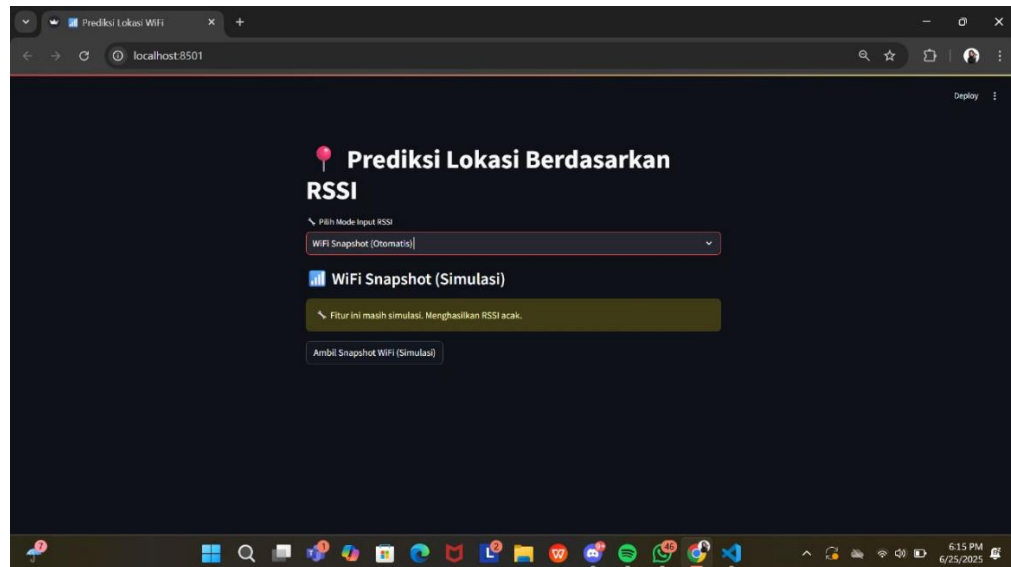 Prediksi Lokasi WiFi
localhost:8501
Deploy
Prediksi Lokasi Berdasarkan
RSSI
Pilih Mode Input RSSI
WiFi Snapshot (Otomatis)
WiFi Snapshot (Simulasi)
Fitur ini masih simulasi. Menghasilkan RSSI acak.
Ambil Snapshot WiFi (Simulasi)
6:15 PM
6/25/2025